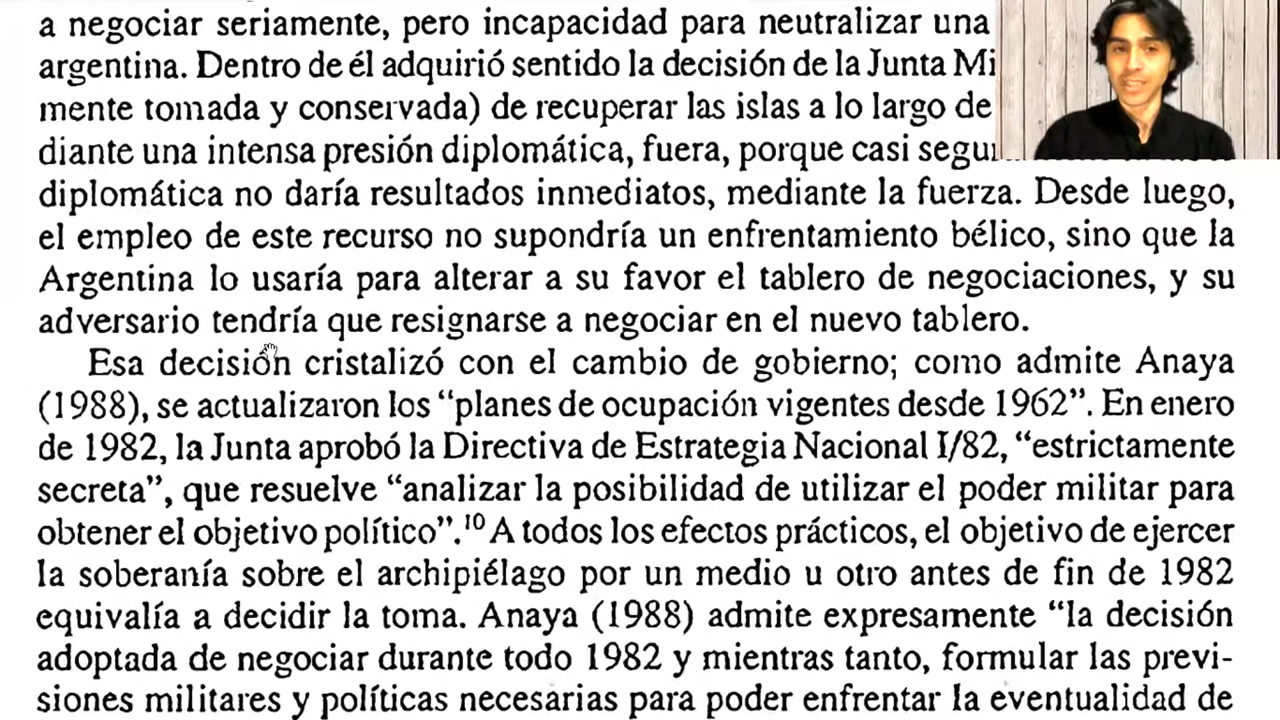 a negociar seriamente, pero incapacidad para neutralizar una
argentina. Dentro de él adquirió sentido la decisión de la Junta Mi
mente tomada y conservada) de recuperar las islas a lo largo de
diante una intensa presión diplomática, fuera, porque casi segu
diplomática no daría resultados inmediatos, mediante la fuerza. Desde luego,
el empleo de este recurso no supondría un enfrentamiento bélico, sino que la
Argentina lo usaría para alterar a su favor el tablero de negociaciones, y su
adversario tendría que resignarse a negociar en el nuevo tablero.
Esa decisión cristalizó con el cambio de gobierno; como admite Anaya
(1988), se actualizaron los “planes de ocupación vigentes desde 1962”. En enero
de 1982, la Junta aprobó la Directiva de Estrategia Nacional I/82, “estrictamente
secreta”, que resuelve “analizar la posibilidad de utilizar el poder militar para
obtener el objetivo político”.¹⁰ A todos los efectos prácticos, el objetivo de ejercer
la soberanía sobre el archipiélago por un medio u otro antes de fin de 1982
equivalía a decidir la toma. Anaya (1988) admite expresamente “la decisión
adoptada de negociar durante todo 1982 y mientras tanto, formular las previ-
siones militares y políticas necesarias para poder enfrentar la eventualidad de